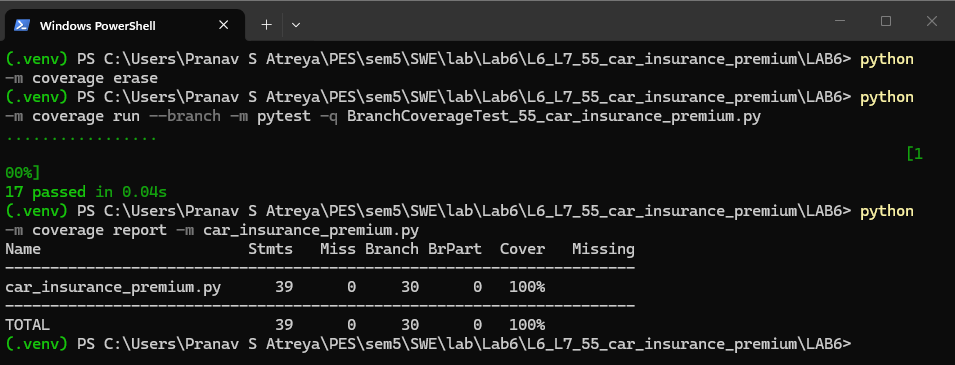 Windows PowerShell
(.venv) PS C:\Users\Pranav S Atreya\PES\sem5\SWE\lab\Lab6\L6_L7_55_car_insurance_premium\LAB6> python
-m coverage erase
(.venv) PS C:\Users\Pranav S Atreya\PES\sem5\SWE\lab\Lab6\L6_L7_55_car_insurance_premium\LAB6> python
-m coverage run --branch -m pytest -q BranchCoverageTest_55_car_insurance_premium.py
.................
[1
00%]
17 passed in 0.04s
(.venv) PS C:\Users\Pranav S Atreya\PES\sem5\SWE\lab\Lab6\L6_L7_55_car_insurance_premium\LAB6> python
-m coverage report -m car_insurance_premium.py
Name                       Stmts   Miss Branch BrPart  Cover   Missing
----------------------------------------------------------------------
car_insurance_premium.py      39      0     30      0   100%
----------------------------------------------------------------------
TOTAL                         39      0     30      0   100%
(.venv) PS C:\Users\Pranav S Atreya\PES\sem5\SWE\lab\Lab6\L6_L7_55_car_insurance_premium\LAB6>